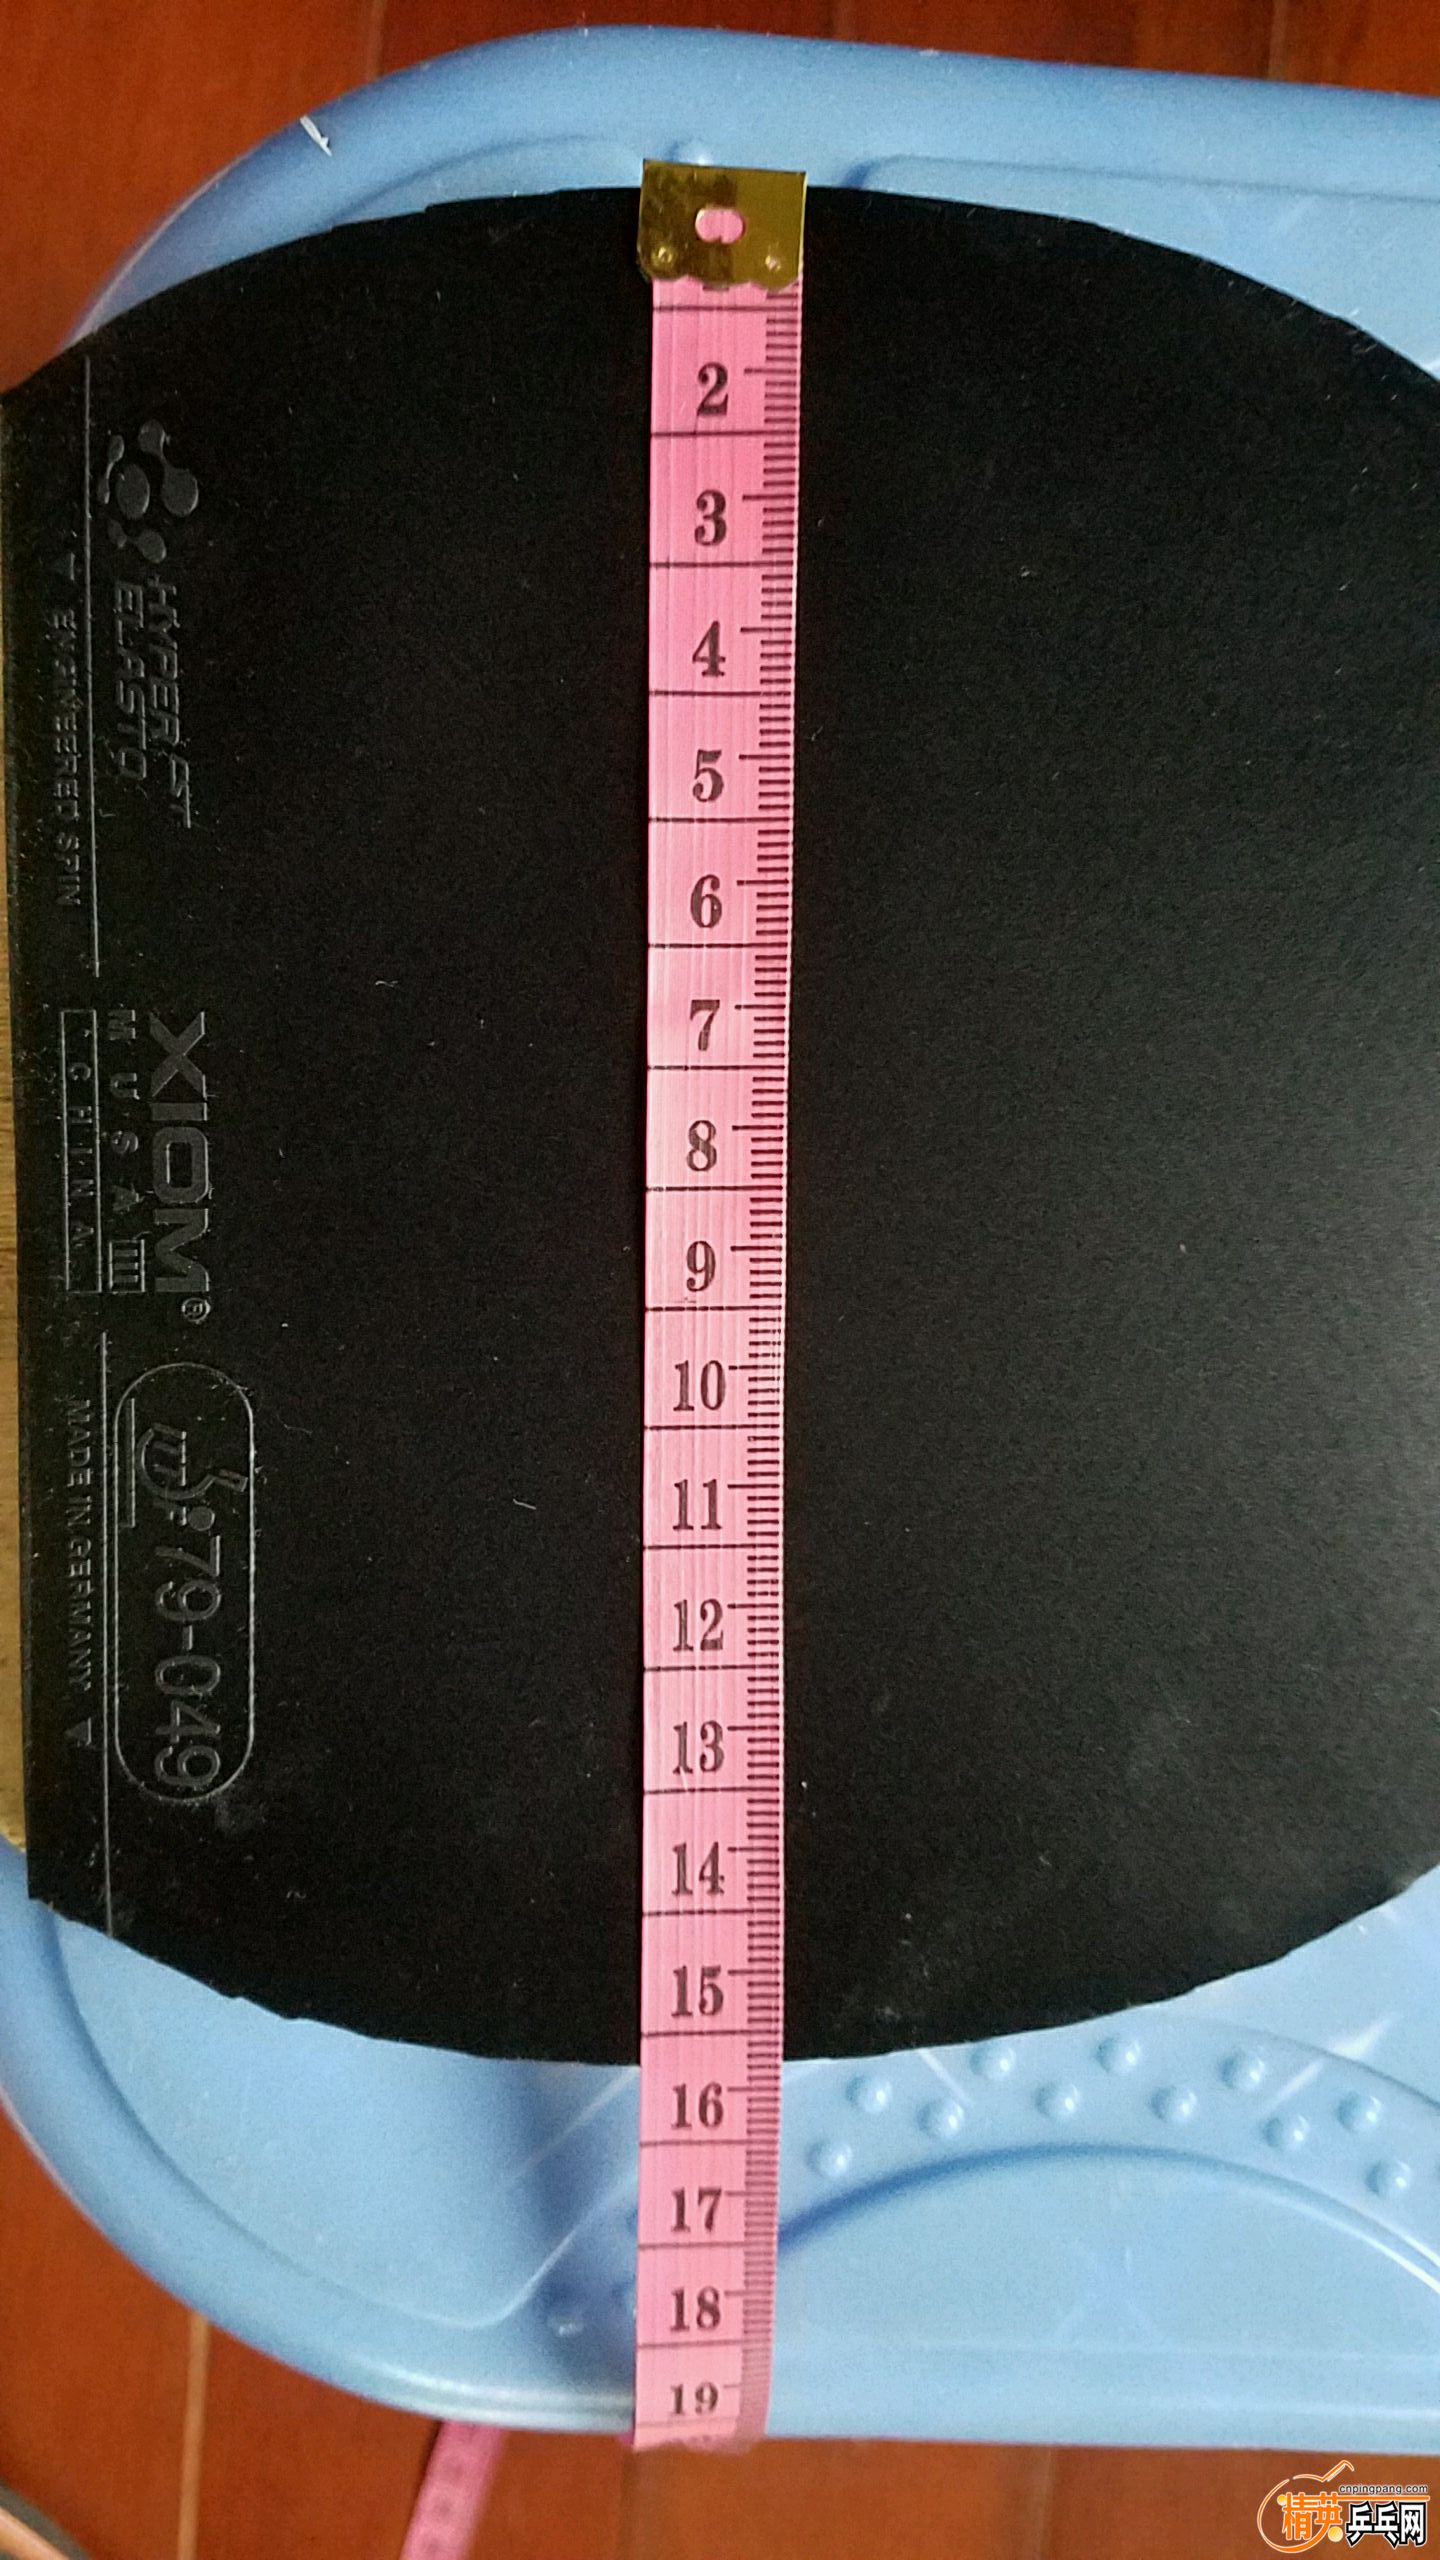 HYPER
ELASTO
▲ ENGINEERED SPIN
XIOM®
MUSA III
CHINA
79-049
MADE IN GERMANY ▲
2
3
4
5
6
7
8
9
10
11
12
13
14
15
16
17
18
19
cnpingpang.com
精英乒乓网